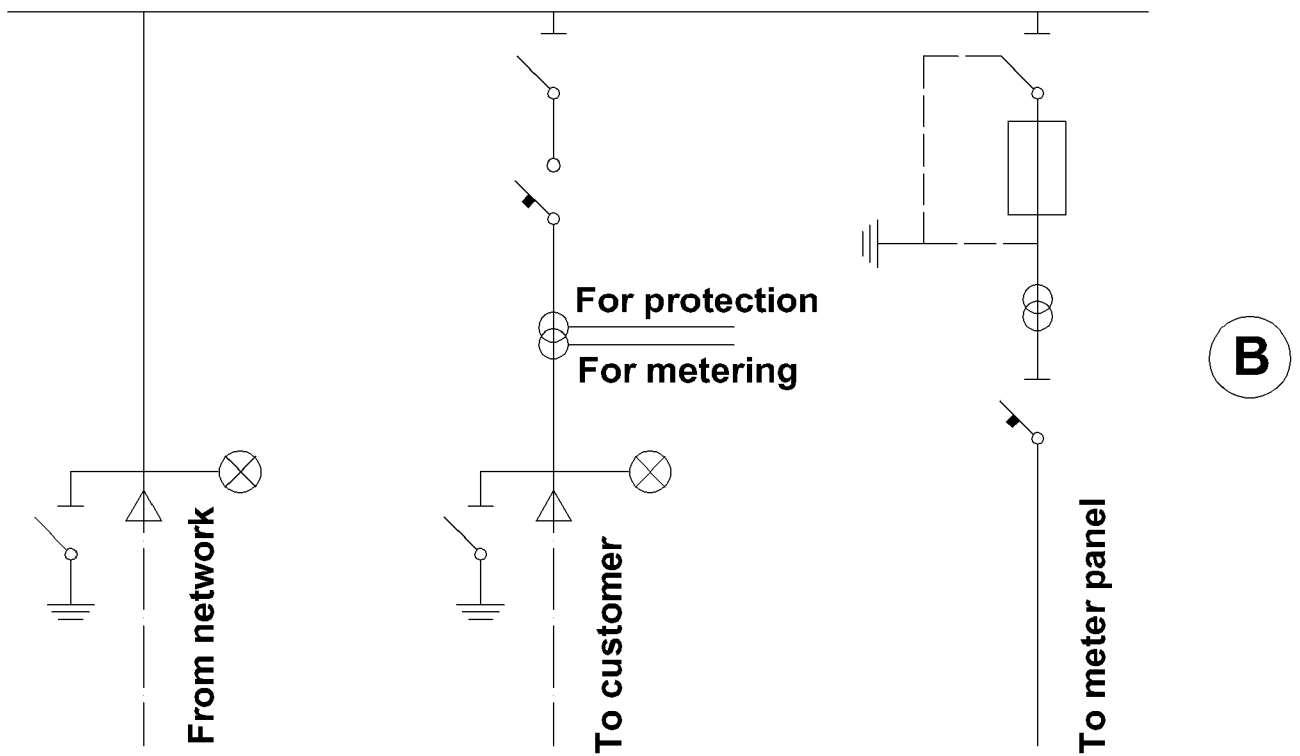 For protection
For metering
B
From network
To customer
To meter panel